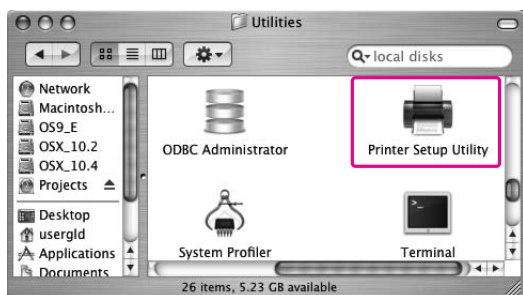 Utilities
local disks
Network
Macintosh...
OS9_E
OSX_10.2
OSX_10.4
Projects
Desktop
usergld
Applications
Documents
ODBC Administrator
Printer Setup Utility
System Profiler
>_
Terminal
26 items, 5.23 GB available